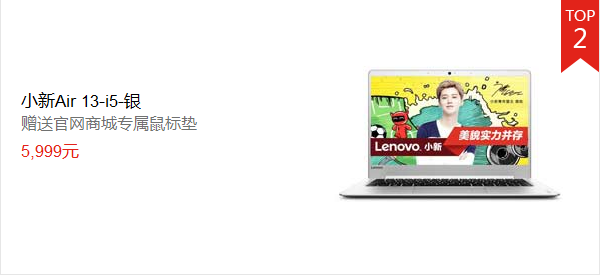 TOP
2
小新Air 13-i5-银
赠送官网商城专属鼠标垫
5,999元
Lenovo. 小新
美貌实力并存